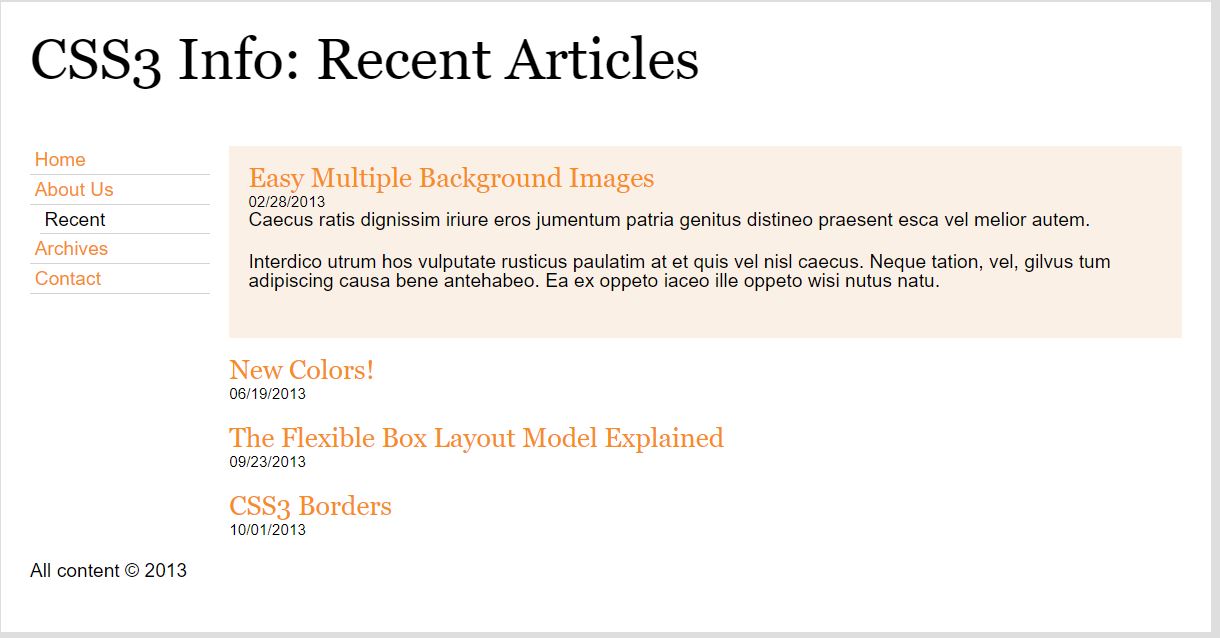 CSS3 Info: Recent Articles
Home
About Us
Recent
Archives
Contact
Easy Multiple Background Images
02/28/2013
Caecus ratis dignissim iriure eros jumentum patria genitus distineo praesent esca vel melior autem.
Interdico utrum hos vulputate rusticus paulatim at et quis vel nisl caecus. Neque tation, vel, gilvus tum
adipiscing causa bene antehabeo. Ea ex oppeto iaceo ille oppeto wisi nutus natu.
New Colors!
06/19/2013
The Flexible Box Layout Model Explained
09/23/2013
CSS3 Borders
10/01/2013
All content © 2013